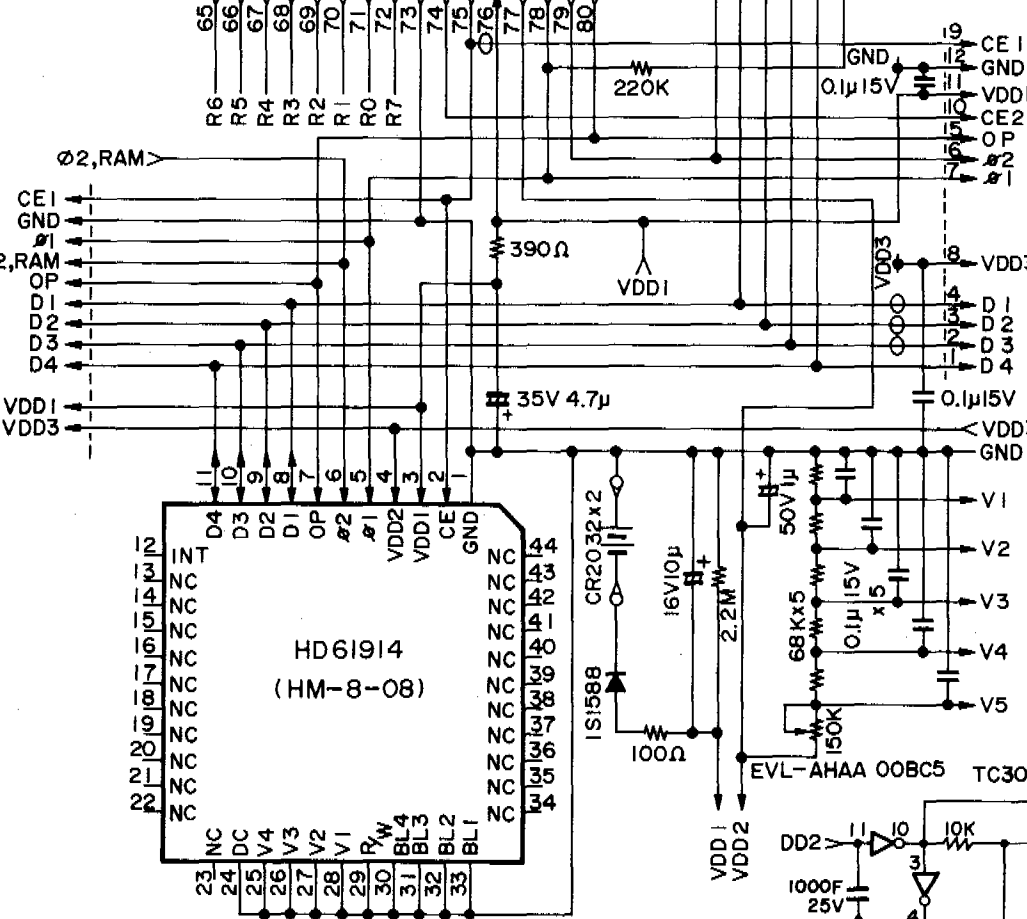 65 66 67 68 69 70 71 72 73 74 75 76 77 78 79 80
R6 R5 R4 R3 R2 R1 R0 R7
220K
GND
0.1μ15V
9 CE1
12 GND
11 VDD1
10 CE2
5 OP
6 ø2
7 ø1
ø2,RAM
CE1
GND
ø1
2,RAM
OP
D1
D2
D3
D4
VDD1
VDD3
390Ω
VDD1
VDD3
8 VDD3
4 D1
3 D2
2 D3
1 D4
35V 4.7μ
+
0.1μ15V
VDD3
GND
11 10 9 8 7 6 5 4 3 2 1
D4 D3 D2 D1 OP ø2 ø1 VDD2 VDD1 CE GND
12 INT
13 NC
14 NC
15 NC
16 NC
17 NC
18 NC
19 NC
20 NC
21 NC
22 NC
HD61914
(HM-8-08)
NC 44
NC 43
NC 42
NC 41
NC 40
NC 39
NC 38
NC 37
NC 36
NC 35
NC 34
NC DC V4 V3 V2 V1 R/W BL4 BL3 BL2 BL1
23 24 25 26 27 28 29 30 31 32 33
CR2032x2
1S1588
100Ω
16V10μ
+
2.2M
50V 1μ
+
68Kx5
0.1μ 15V
x5
150K
V1
V2
V3
V4
V5
EVL-AHAA 00BC5
VDD1
VDD2
TC30
DD2
11
10
10K
3
4
1000F
25V